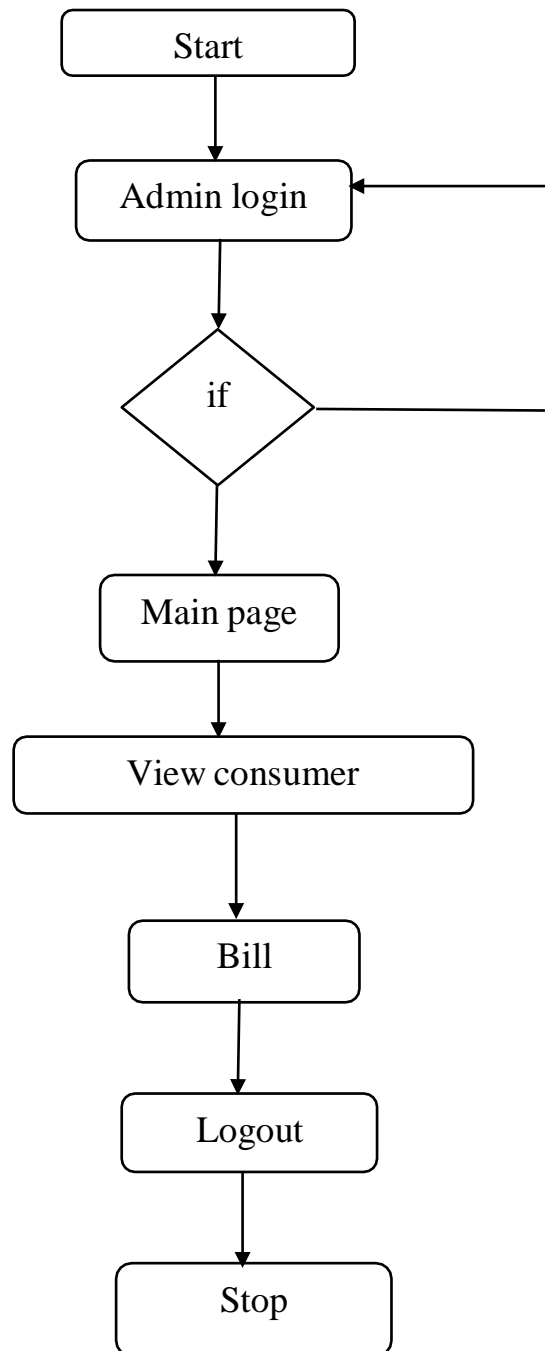 Start
Admin login
if
Main page
View consumer
Bill
Logout
Stop